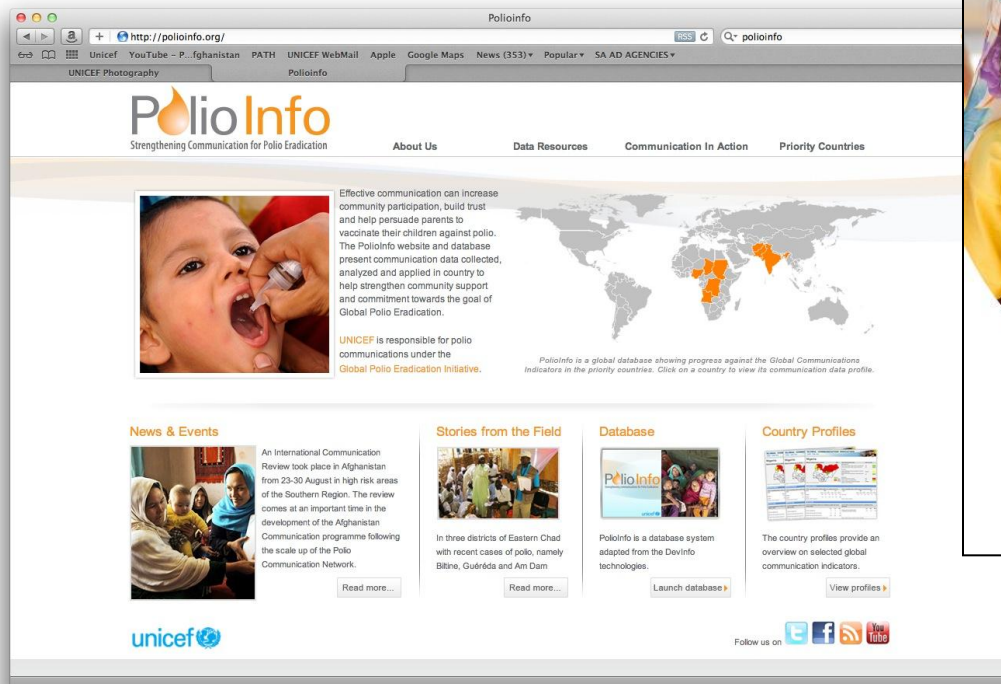 Polioinfo
http://polioinfo.org/
RSS
polioinfo
Unicef YouTube – P...fghanistan PATH UNICEF WebMail Apple Google Maps News (353) Popular SA AD AGENCIES
UNICEF Photography
Polioinfo
PolioInfo
Strengthening Communication for Polio Eradication
About Us
Data Resources
Communication In Action
Priority Countries
Effective communication can increase
community participation, build trust
and help persuade parents to
vaccinate their children against polio.
The PolioInfo website and database
present communication data collected,
analyzed and applied in country to
help strengthen community support
and commitment towards the goal of
Global Polio Eradication.
UNICEF is responsible for polio
communications under the
Global Polio Eradication Initiative.
PolioInfo is a global database showing progress against the Global Communications
Indicators in the priority countries. Click on a country to view its communication data profile.
News & Events
An International Communication
Review took place in Afghanistan
from 23-30 August in high risk areas
of the Southern Region. The review
comes at an important time in the
development of the Afghanistan
Communication programme following
the scale up of the Polio
Communication Network.
Read more...
Stories from the Field
In three districts of Eastern Chad
with recent cases of polio, namely
Biltine, Guéréda and Am Dam
Read more...
Database
PolioInfo
unicef
PolioInfo is a database system
adapted from the DevInfo
technologies.
Launch database
Country Profiles
The country profiles provide an
overview on selected global
communication indicators.
View profiles
unicef
Follow us on
You
Tube